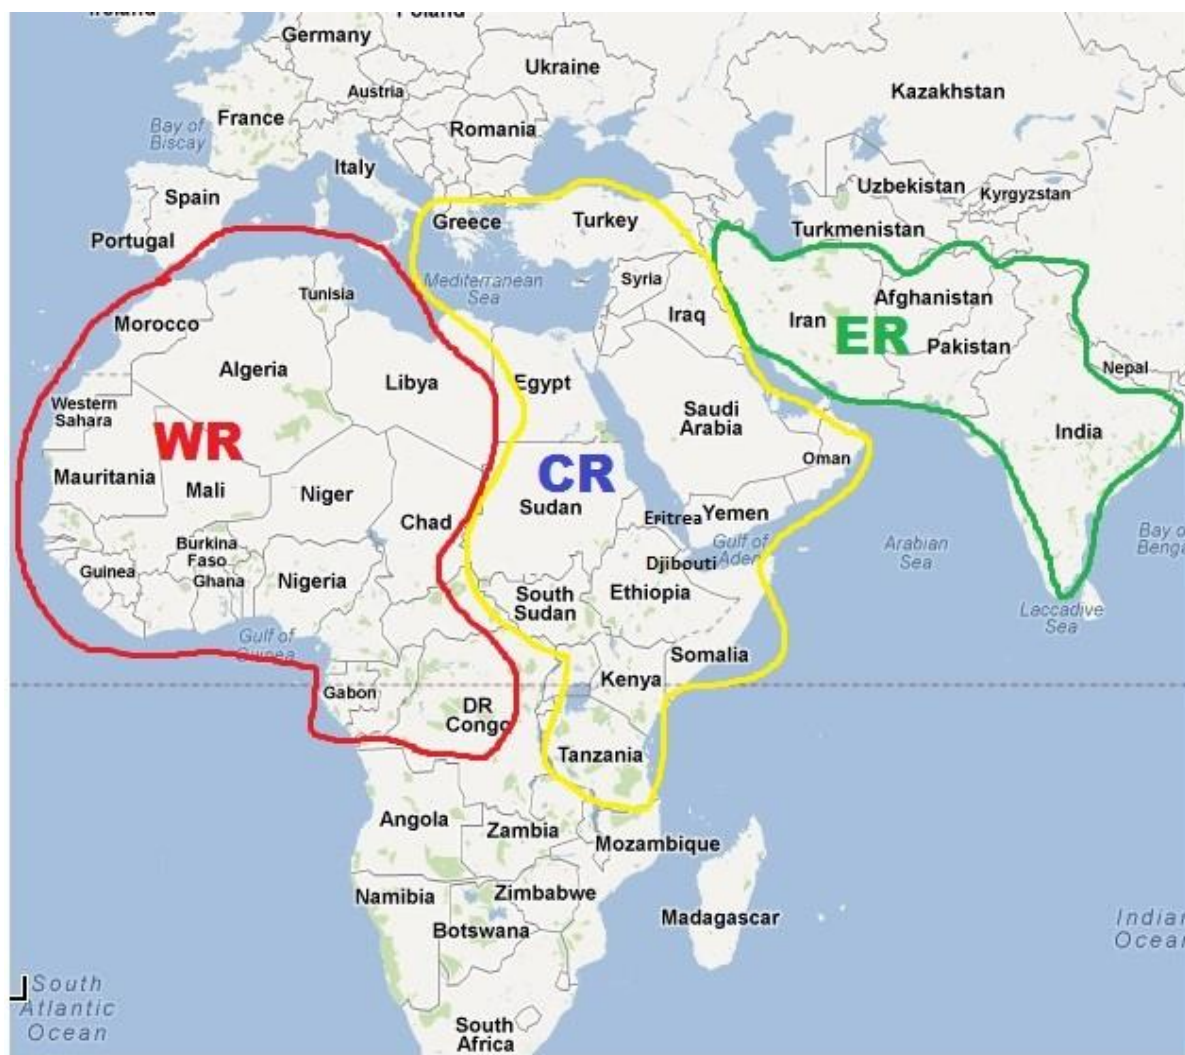 Ireland
Poland
Germany
Ukraine
Kazakhstan
Austria
France
Bay of
Biscay
Romania
Italy
Uzbekistan
Kyrgyzstan
Spain
Greece
Turkey
Portugal
Turkmenistan
Mediterranean
Sea
Syria
Tunisia
Afghanistan
Morocco
Iraq
Iran
ER
Pakistan
Algeria
Libya
Egypt
Nepal
Western
Sahara
Saudi
Arabia
India
WR
CR
Oman
Mauritania
Mali
Niger
Sudan
Chad
Eritrea
Yemen
Burkina
Faso
Gulf of
Aden
Arabian
Sea
Bay o
Benga
Guinea
Ghana
Nigeria
Djibouti
Ethiopia
South
Sudan
Laccadive
Sea
Gulf of
Guinea
Somalia
Kenya
Gabon
DR
Congo
Tanzania
Angola
Zambia
Mozambique
Namibia
Zimbabwe
Botswana
Madagascar
Indian
Ocean
South
Atlantic
Ocean
South
Africa